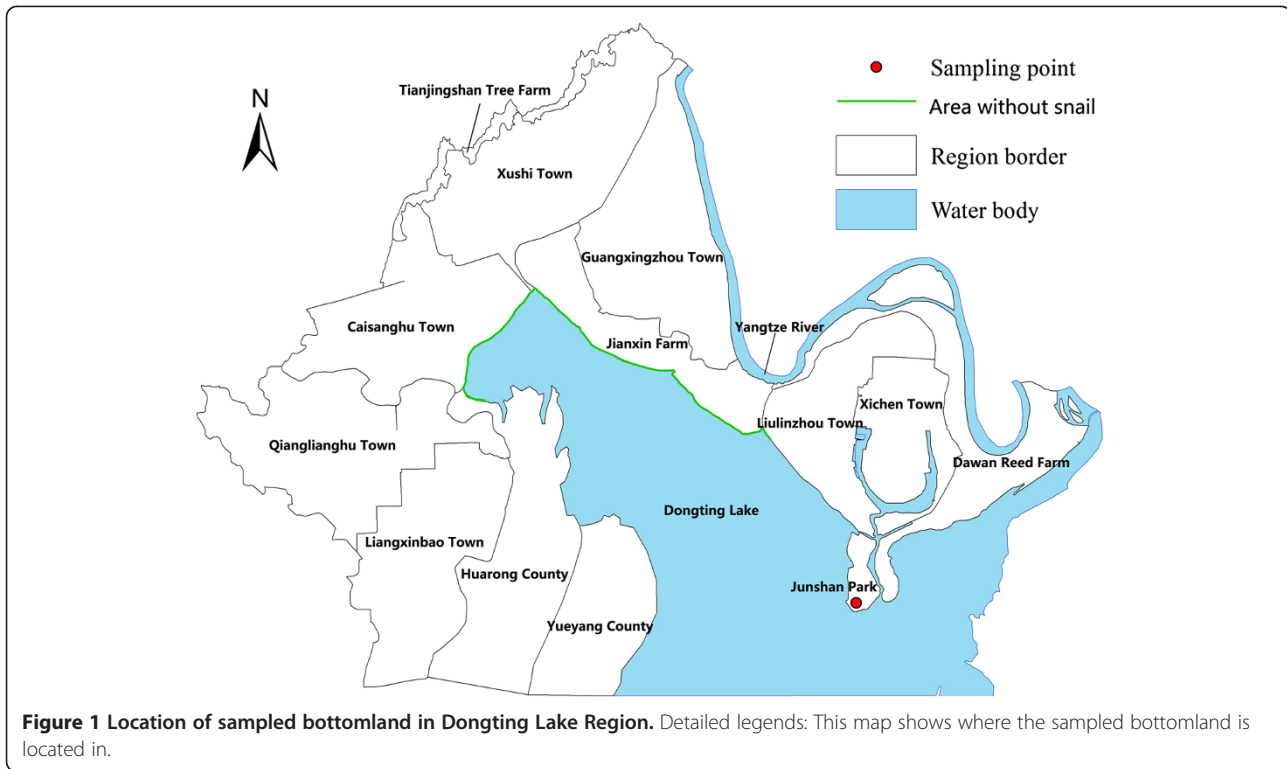 N
Tianjingshan Tree Farm
Xushi Town
Guangxingzhou Town
Caisanghu Town
Jianxin Farm
Yangtze River
Liulinzhou Town
Xichen Town
Qianglianghu Town
Dawan Reed Farm
Dongting Lake
Liangxinbao Town
Huarong County
Junshan Park
Yueyang County
Sampling point
Area without snail
Region border
Water body
Figure 1 Location of sampled bottomland in Dongting Lake Region. Detailed legends: This map shows where the sampled bottomland is
located in.